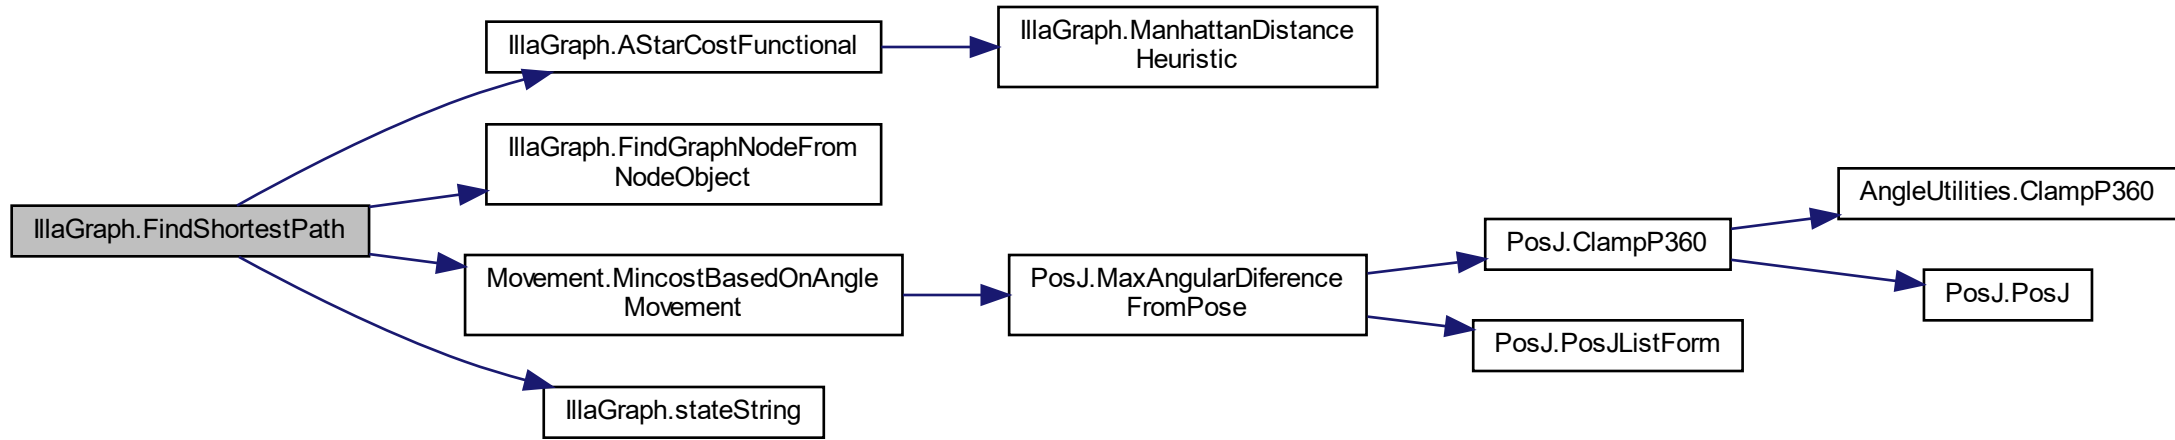 IllaGraph.FindShortestPath
IllaGraph.AStarCostFunctional
IllaGraph.ManhattanDistance
Heuristic
IllaGraph.FindGraphNodeFrom
NodeObject
Movement.MincostBasedOnAngle
Movement
PosJ.MaxAngularDiference
FromPose
PosJ.ClampP360
AngleUtilities.ClampP360
PosJ.PosJ
PosJ.PosJListForm
IllaGraph.stateString